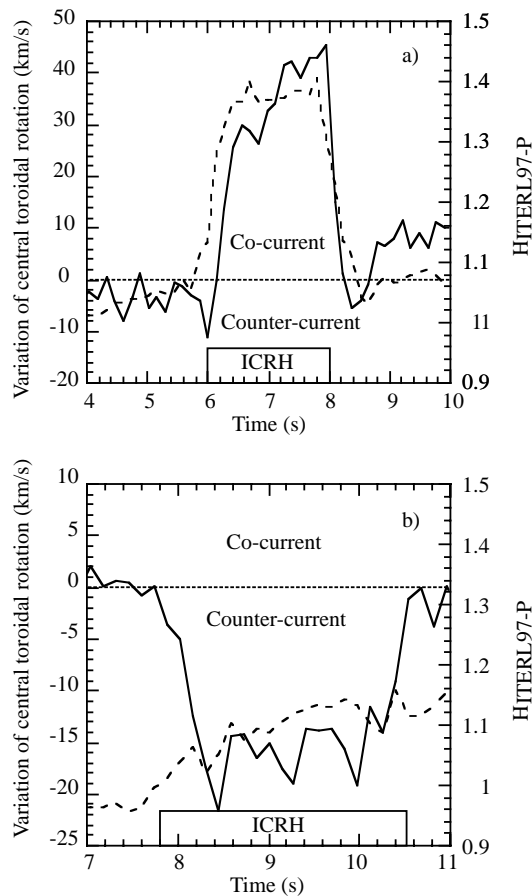 Variation of central toroidal rotation (km/s)
50
40
30
20
10
0
-10
-20
a)
Co-current
Counter-current
ICRH
1.5
1.4
1.3
1.2
1.1
1
0.9
HITERL97-P
4 5 6 7 8 9 10
Time (s)
Variation of central toroidal rotation (km/s)
10
5
0
-5
-10
-15
-20
-25
b)
Co-current
Counter-current
ICRH
1.5
1.4
1.3
1.2
1.1
1
0.9
HITERL97-P
7 8 9 10 11
Time (s)